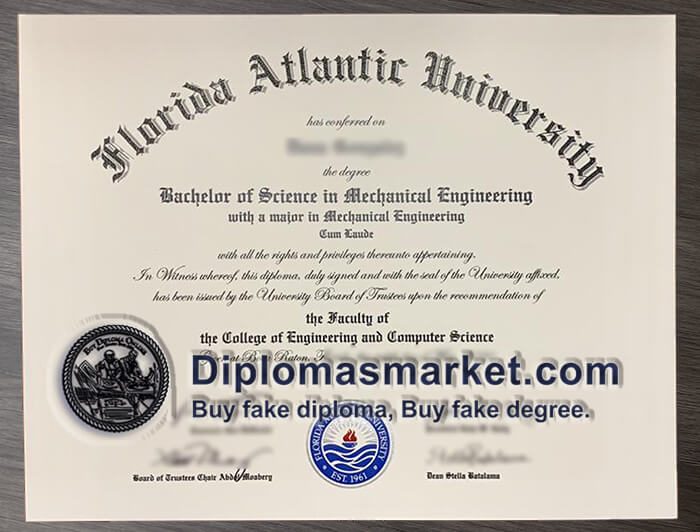 Florida Atlantic University
has conferred on
the degree
Bachelor of Science in Mechanical Engineering
with a major in Mechanical Engineering
Cum Laude
with all the rights and privileges thereunto appertaining.
In Witness whereof, this diploma, duly signed and with the seal of the University affixed,
has been issued by the University Board of Trustees upon the recommendation of
the Faculty of
the College of Engineering and Computer Science
Buy Diploma Online
Diplomasmarket.com
Buy fake diploma, Buy fake degree.
FLORIDA ATLANTIC UNIVERSITY
EST. 1961
Board of Trustees Chair Abdul Moabery
Dean Stella Batalama